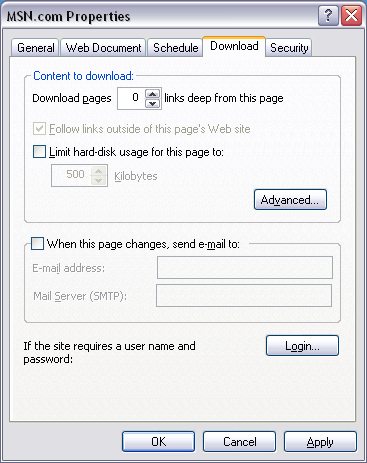 MSN.com Properties
General Web Document Schedule Download Security
Content to download:
Download pages 0 links deep from this page
Follow links outside of this page's Web site
Limit hard-disk usage for this page to:
500 Kilobytes
Advanced...
When this page changes, send e-mail to:
E-mail address:
Mail Server (SMTP):
If the site requires a user name and
password:
Login...
OK Cancel Apply